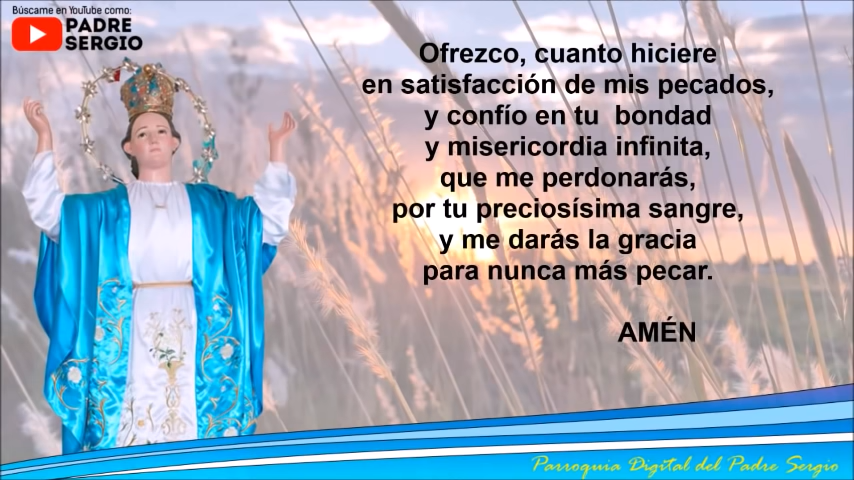 Búscame en YouTube como:
PADRE
SERGIO
Ofrezco, cuanto hiciere
en satisfacción de mis pecados,
y confío en tu bondad
y misericordia infinita,
que me perdonarás,
por tu preciosísima sangre,
y me darás la gracia
para nunca más pecar.
AMÉN
Parroquia Digital del Padre Sergio